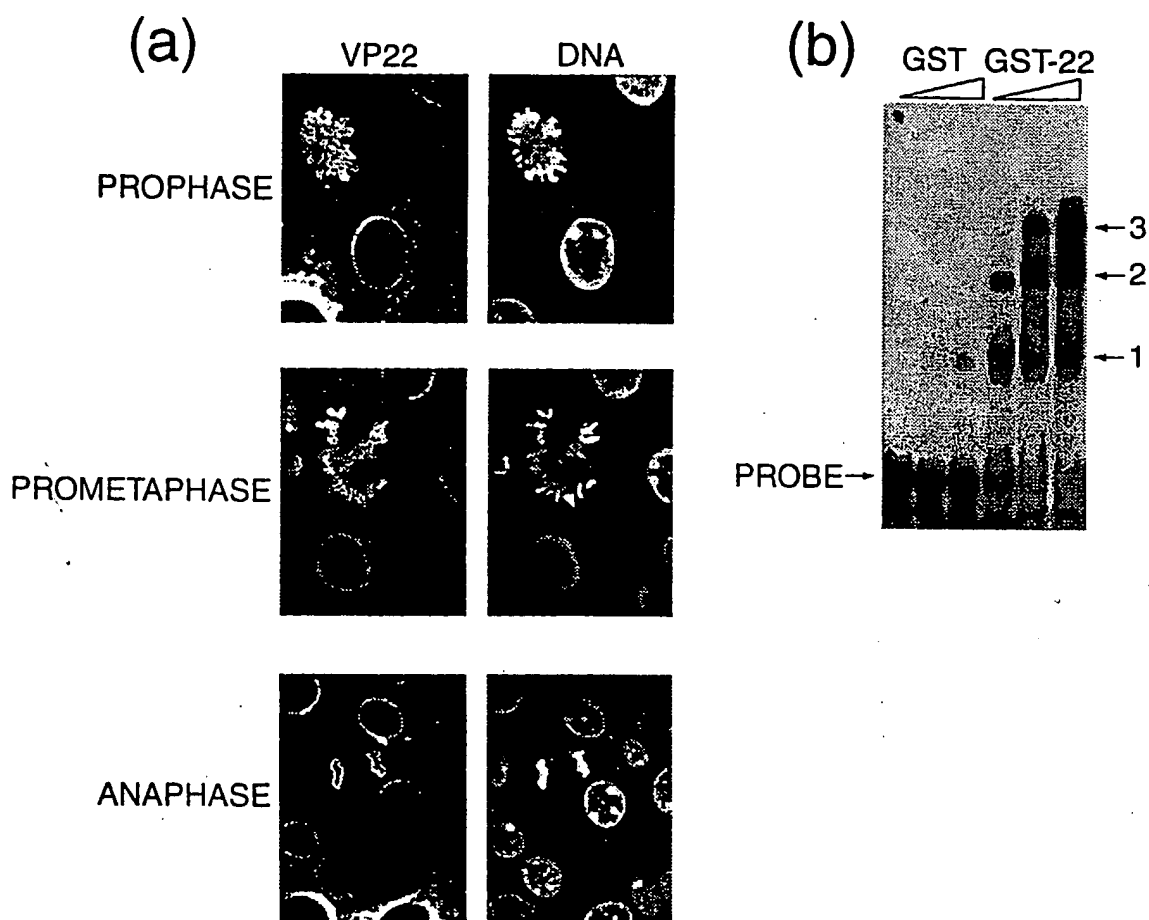 (a)
VP22 DNA
PROPHASE
PROMETAPHASE
ANAPHASE
(b)
GST GST-22
3
2
1
PROBE